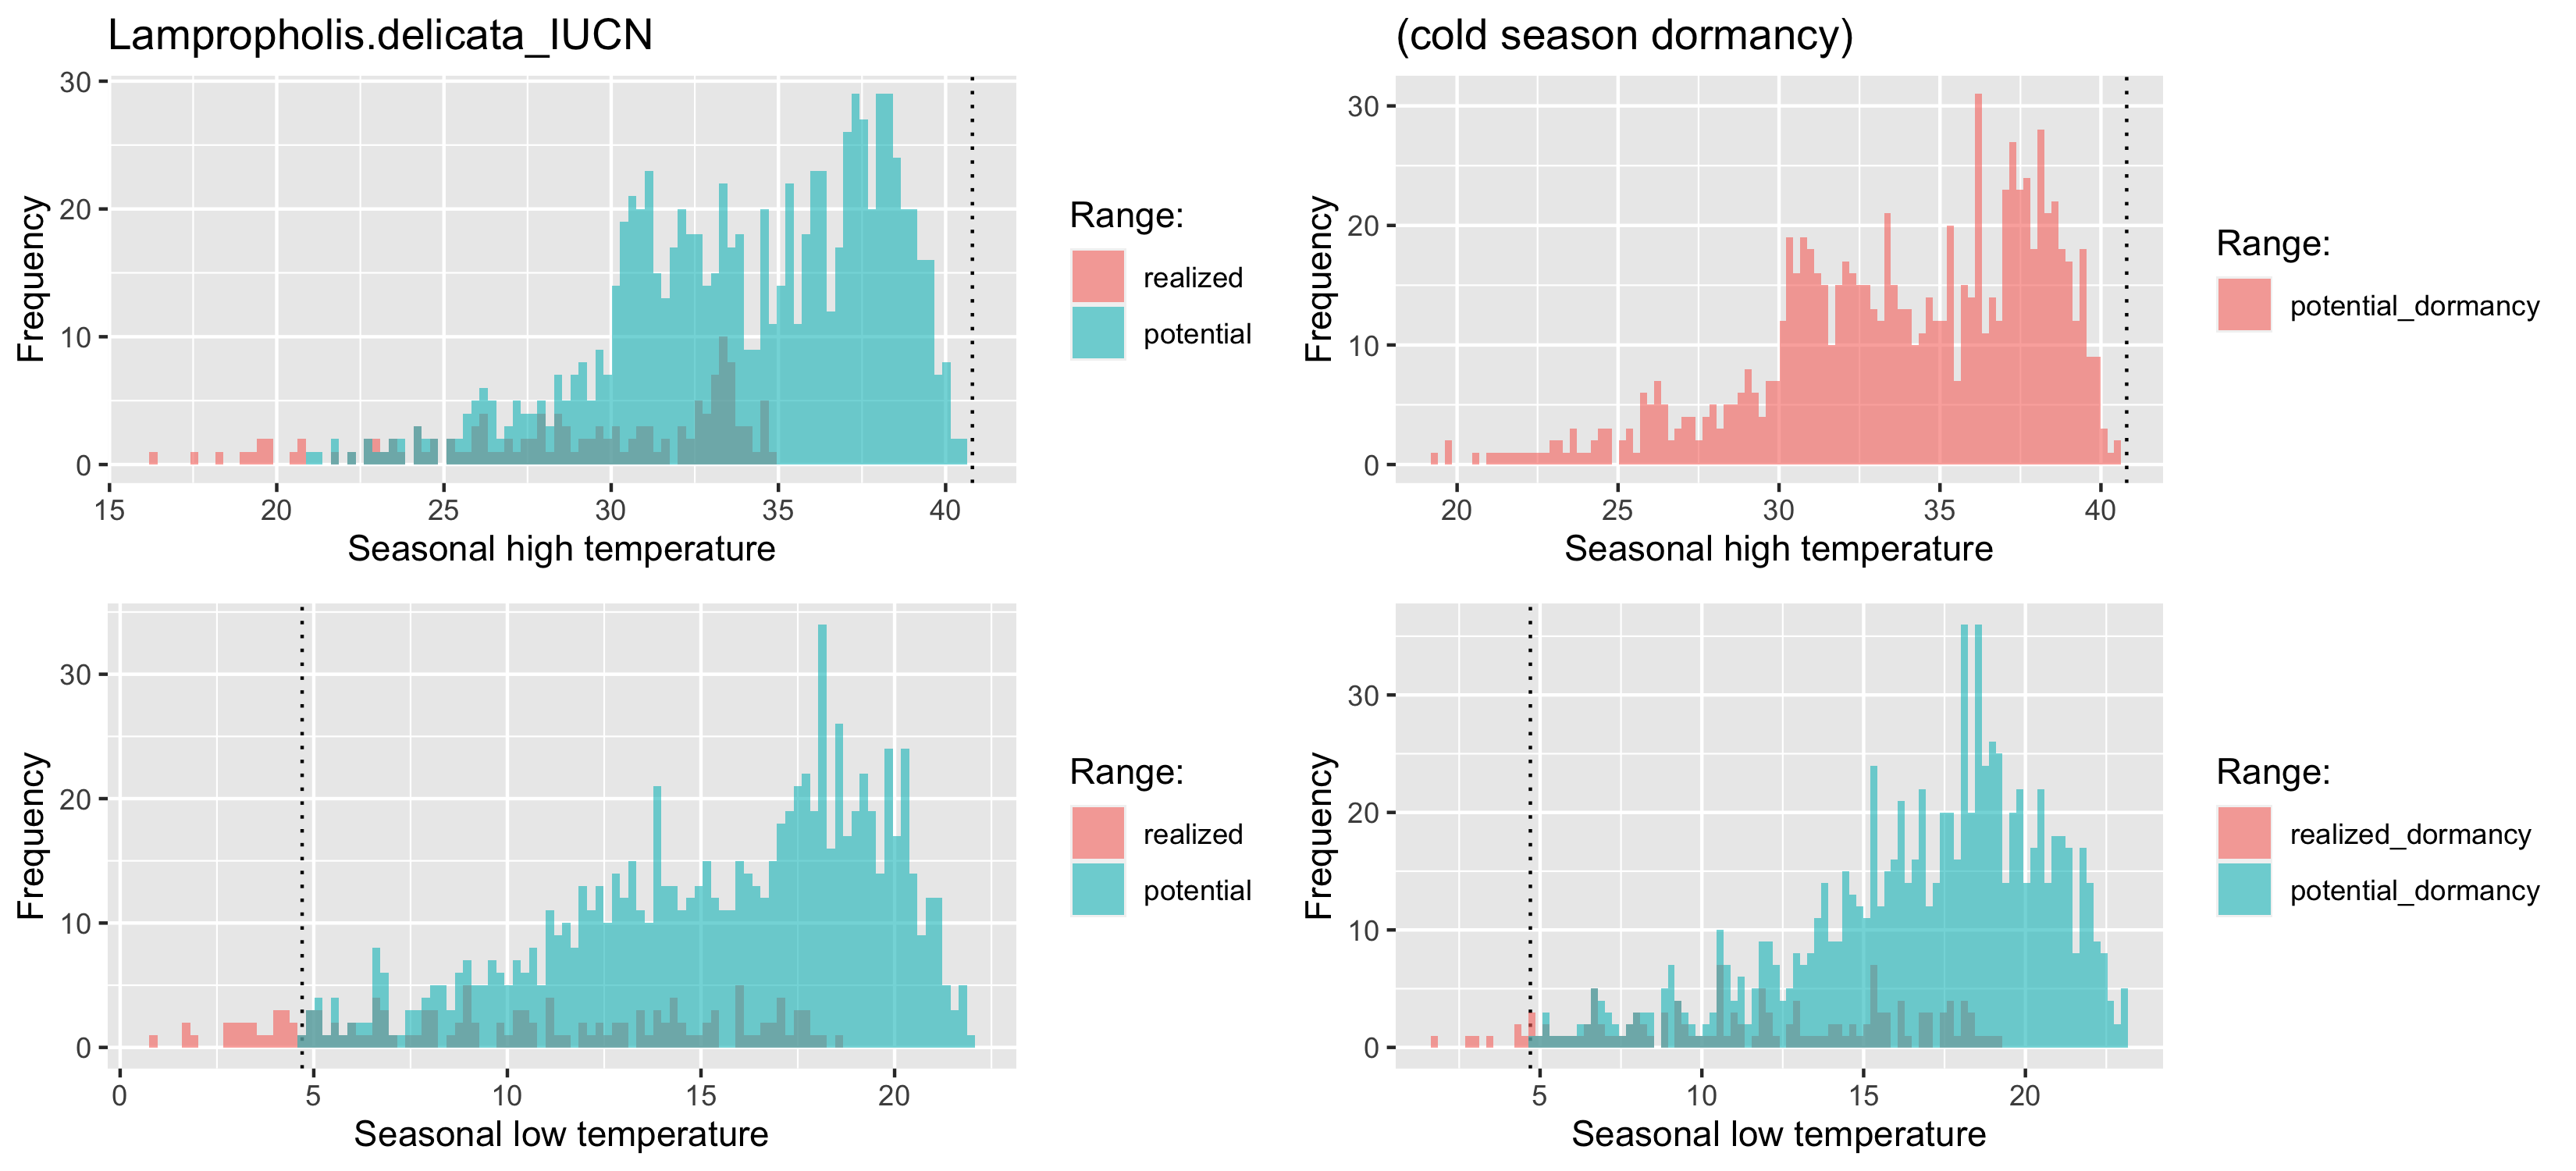 Lampropholis.delicata_IUCN
(cold season dormancy)
30
20
10
0
Frequency
15 20 25 30 35 40
Seasonal high temperature
Range:
realized
potential
30
20
10
0
Frequency
20 25 30 35 40
Seasonal high temperature
Range:
potential_dormancy
30
20
10
0
Frequency
0 5 10 15 20
Seasonal low temperature
Range:
realized
potential
30
20
10
0
Frequency
5 10 15 20
Seasonal low temperature
Range:
realized_dormancy
potential_dormancy